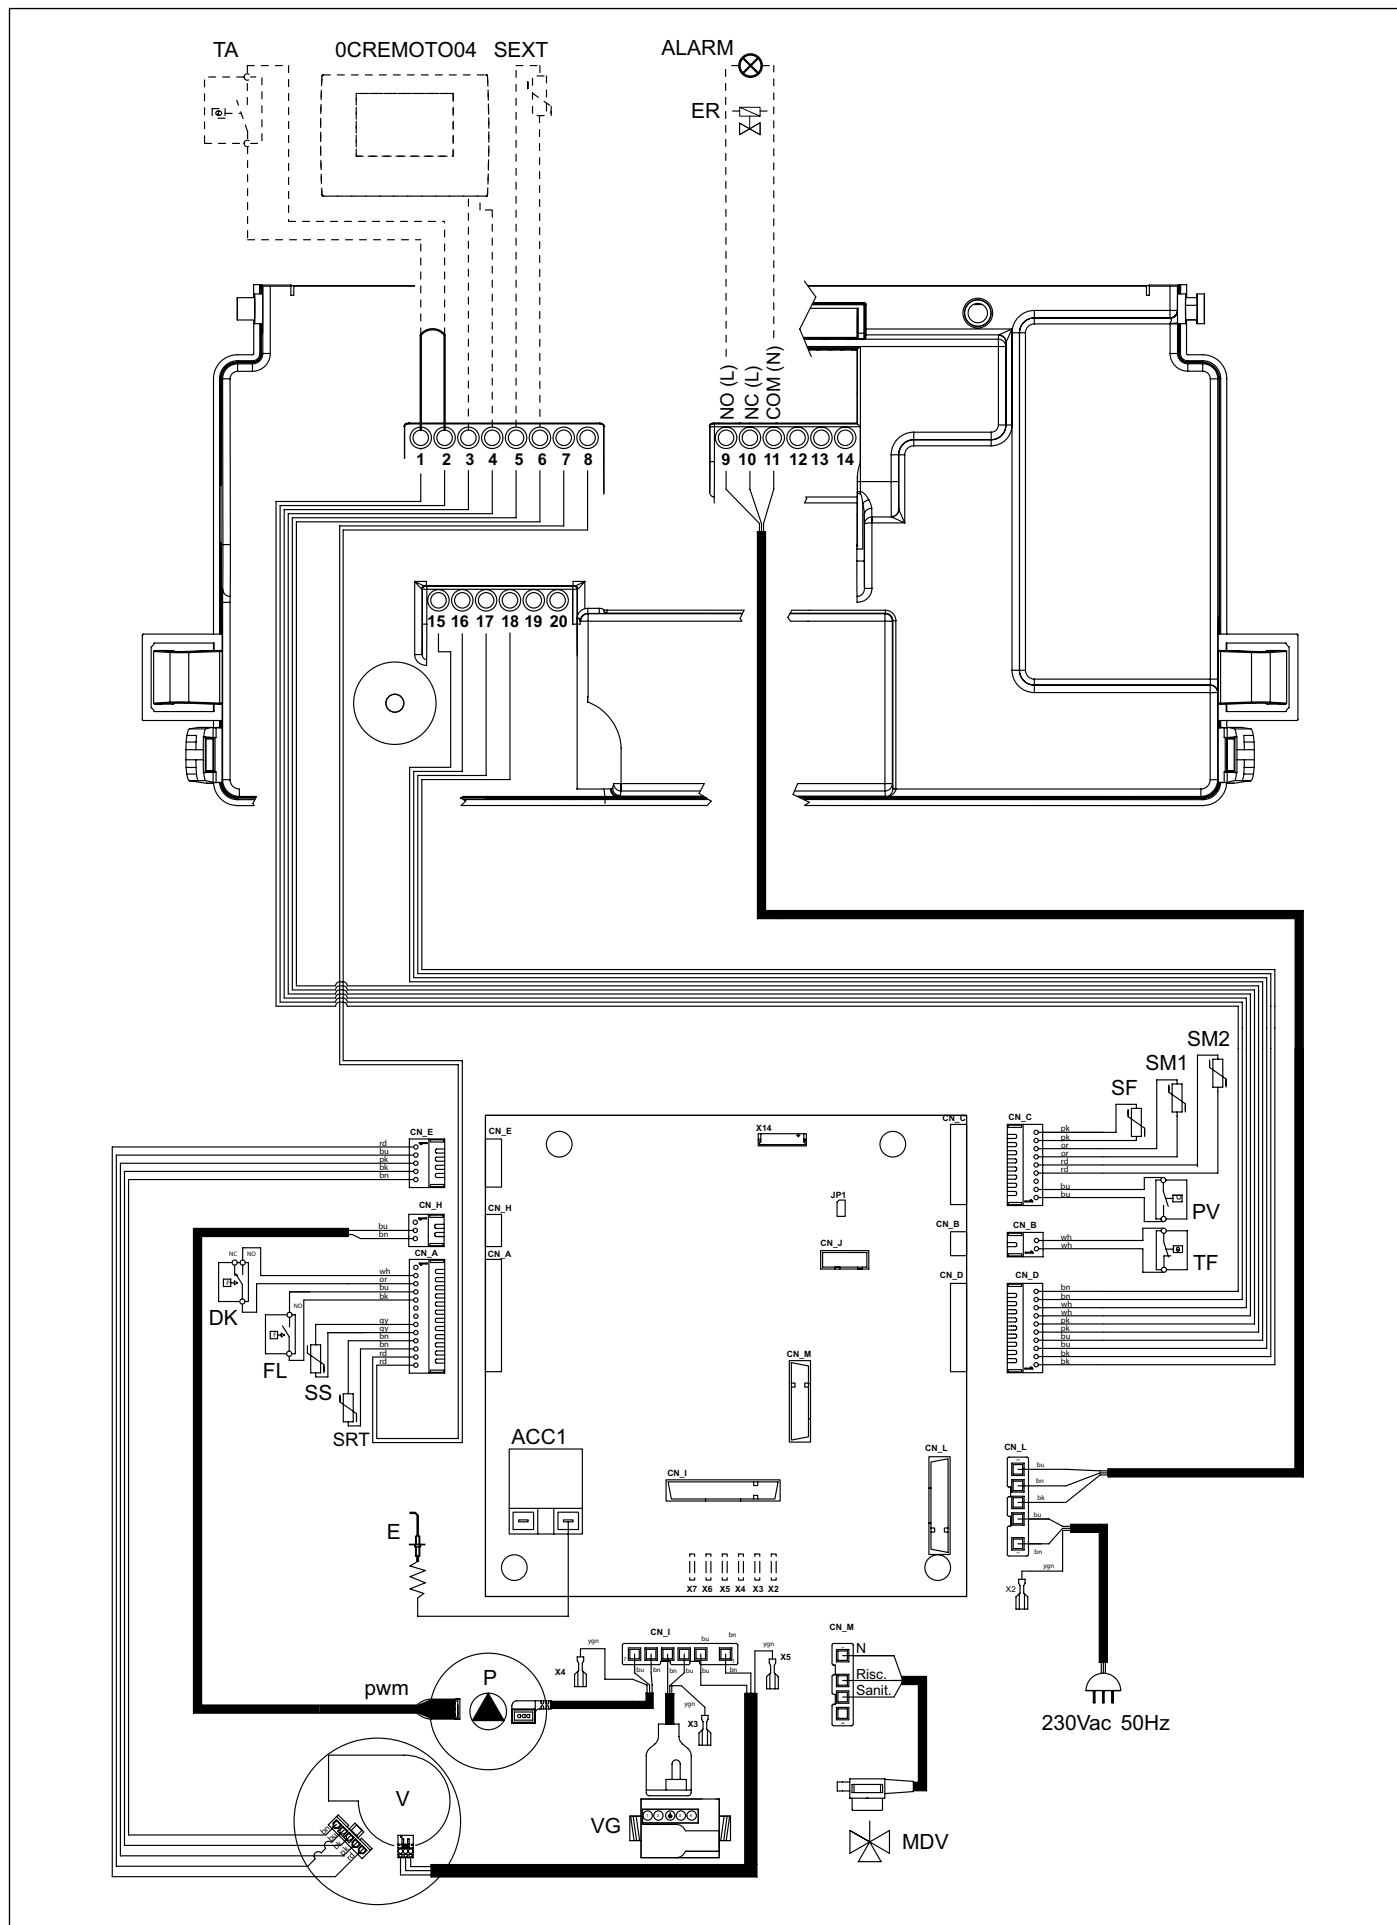 TA 0CREMOTO04 SEXT ALARM
ER
NO (L)
NC (L)
COM (N)
1 2 3 4 5 6 7 8
9 10 11 12 13 14
15 16 17 18 19 20
SM2
SM1
SF
CN_E
rd
bu
pk
bk
bn
CN_H
bu
bn
CN_A
NC NO
wh
or
bu
bk
gy
gy
bn
bn
rd
rd
DK
NO
FL
SS
SRT
CN_E
CN_H
CN_A
X14
JP1
CN_J
CN_M
CN_I
CN_L
CN_C
CN_B
CN_D
ACC1
X7 X6 X5 X4 X3 X2
CN_C
pk
pk
or
or
rd
rd
bu
bu
PV
CN_B
wh
wh
TF
CN_D
bn
bn
wh
wh
pk
pk
bu
bu
bk
bk
CN_L
bu
bn
bk
bu
bn
ygn
X2
230Vac 50Hz
E
CN_I
bu
bn
ygn
X4
bu
bn
bn
bu
bu
bn
ygn
X5
ygn
X3
CN_M
N
Risc.
Sanit.
MDV
pwm
P
V
bn
bu
bk
pk
rd
VG